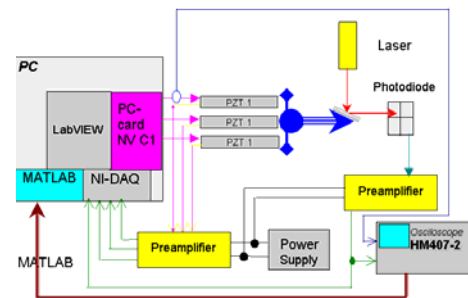 PC
Laser
Photodiode
LabVIEW
PC-
card
NV C1
PZT 1
PZT 1
PZT 1
MATLAB
NI-DAQ
Preamplifier
Preamplifier
Power
Supply
Osciloscope
HM407-2
MATLAB